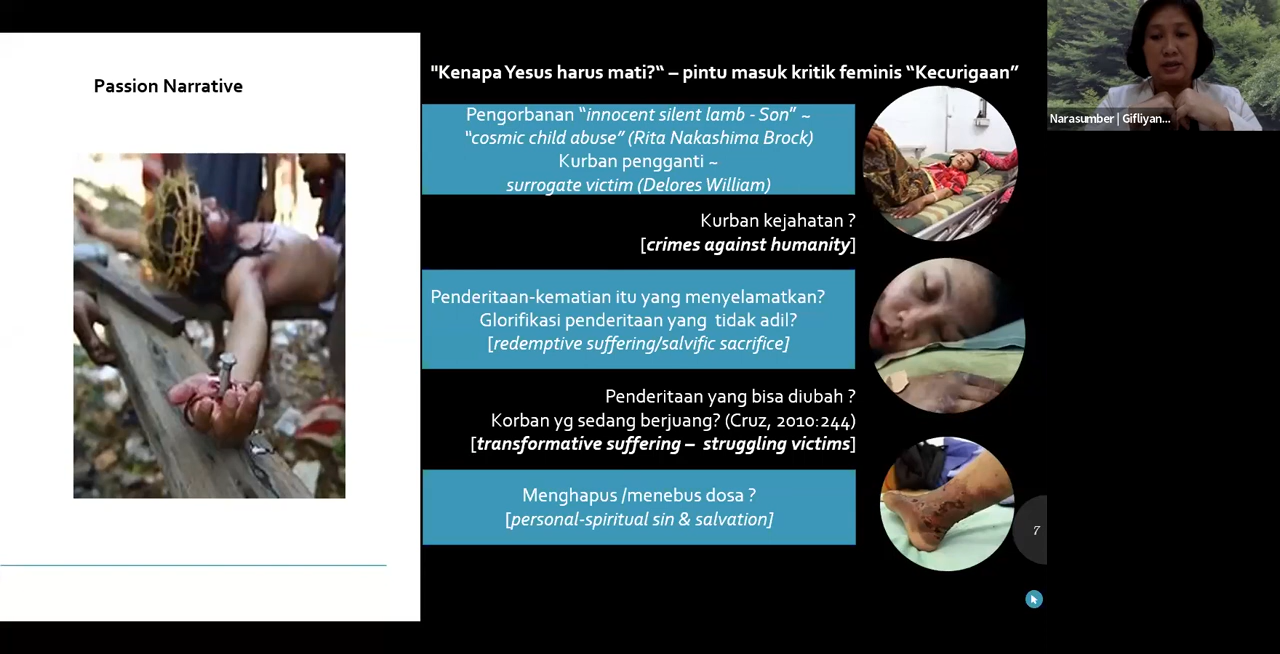 Passion Narrative
"Kenapa Yesus harus mati?“ – pintu masuk kritik feminis “Kecurigaan”
Pengorbanan “innocent silent lamb - Son” ~
“cosmic child abuse” (Rita Nakashima Brock)
Kurban pengganti ~
surrogate victim (Delores William)
Kurban kejahatan ?
[crimes against humanity]
Penderitaan-kematian itu yang menyelamatkan?
Glorifikasi penderitaan yang tidak adil?
[redemptive suffering/salvific sacrifice]
Penderitaan yang bisa diubah ?
Korban yg sedang berjuang? (Cruz, 2010:244)
[transformative suffering – struggling victims]
Menghapus /menebus dosa ?
[personal-spiritual sin & salvation]
7
Narasumber | Gifliyan...